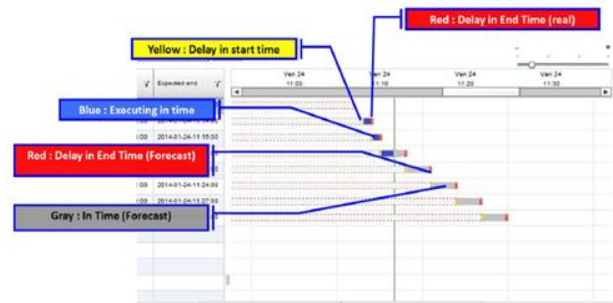 Red : Delay in End Time (real)
Yellow : Delay in start time
Ven 24
11:00
Ven 24
11:10
Ven 24
11:20
Ven 24
11:30
Expected end
Blue : Executing in time
2014-01-24-11:15:00
Red : Delay in End Time (Forecast)
2014-01-24-11:24:00
Gray : In Time (Forecast)
2014-01-24-11:27:00